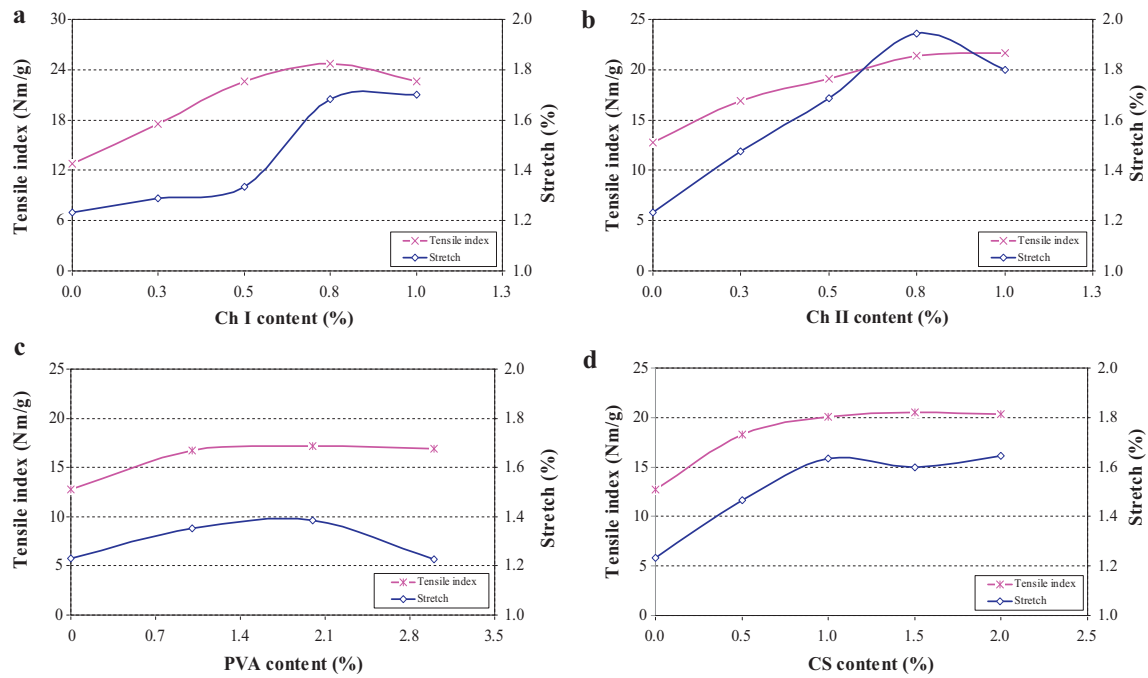 a
Tensile index (Nm/g)
30
24
18
12
6
0
2.0
1.8
1.6
1.4
1.2
1.0
Stretch (%)
Tensile index
Stretch
0.0 0.3 0.5 0.8 1.0 1.3
Ch I content (%)
b
Tensile index (Nm/g)
25
20
15
10
5
0
2.0
1.8
1.6
1.4
1.2
1.0
Stretch (%)
Tensile index
Stretch
0.0 0.3 0.5 0.8 1.0 1.3
Ch II content (%)
c
Tensile index (Nm/g)
25
20
15
10
5
0
2.0
1.8
1.6
1.4
1.2
1.0
Stretch (%)
Tensile index
Stretch
0 0.7 1.4 2.1 2.8 3.5
PVA content (%)
d
Tensile index (Nm/g)
25
20
15
10
5
0
2.0
1.8
1.6
1.4
1.2
1.0
Stretch (%)
Tensile index
Stretch
0.0 0.5 1.0 1.5 2.0 2.5
CS content (%)